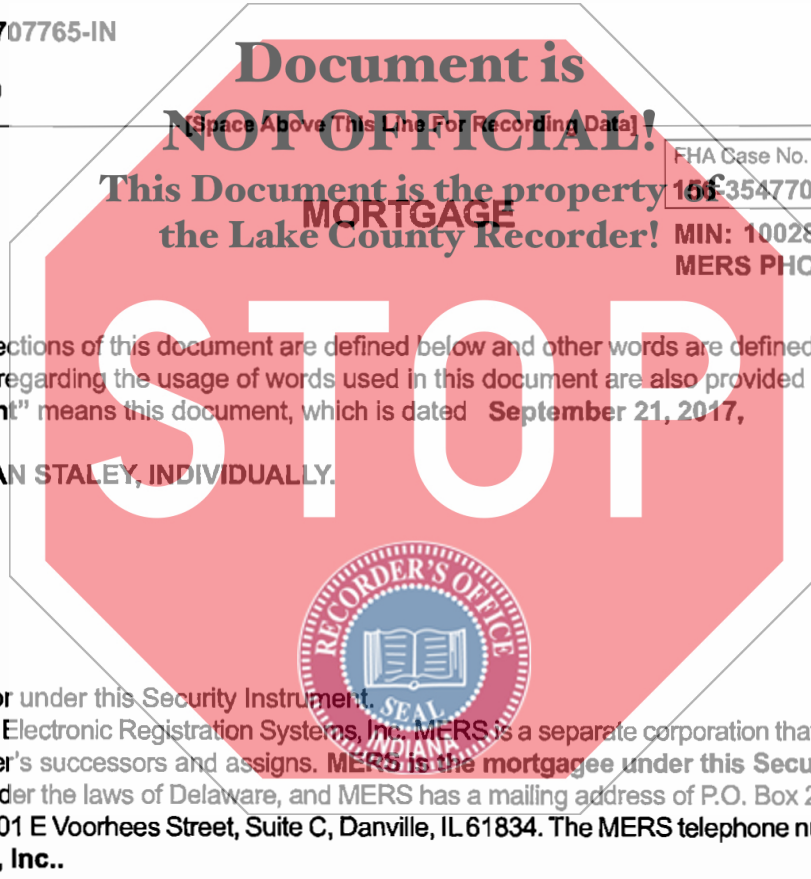 707765-IN
Document is
NOT OFFICIAL!
[Space Above This Line For Recording Data]
FHA Case No.
This Document is the property of
156-354770
MORTGAGE
the Lake County Recorder!
MIN: 10028
MERS PHO
STOP
ections of this document are defined below and other words are defined
regarding the usage of words used in this document are also provided
nt” means this document, which is dated September 21, 2017,
AN STALEY, INDIVIDUALLY.
RECORDER'S OFFICE
SEAL
INDIANA
or under this Security Instrument.
Electronic Registration Systems, Inc. MERS is a separate corporation that
er's successors and assigns. MERS is the mortgagee under this Secu
der the laws of Delaware, and MERS has a mailing address of P.O. Box 2
01 E Voorhees Street, Suite C, Danville, IL 61834. The MERS telephone nu
, Inc..